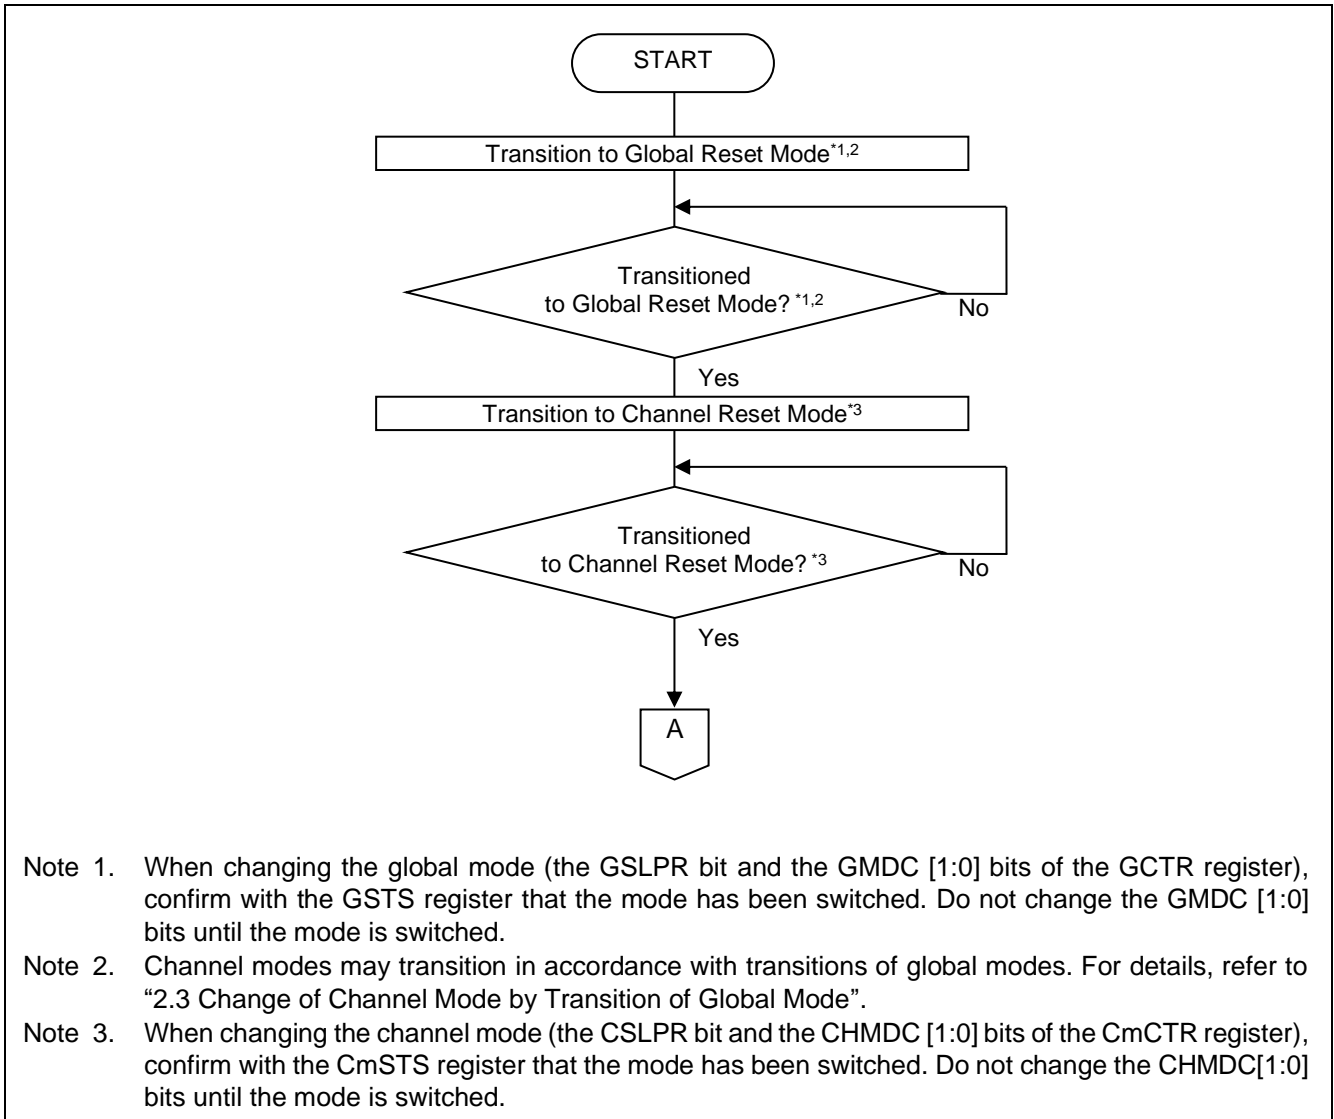 START
Transition to Global Reset Mode*1,2
Transitioned
to Global Reset Mode? *1,2
No
Yes
Transition to Channel Reset Mode*3
Transitioned
to Channel Reset Mode? *3
No
Yes
A
Note 1. When changing the global mode (the GSLPR bit and the GMDC [1:0] bits of the GCTR register),
confirm with the GSTS register that the mode has been switched. Do not change the GMDC [1:0]
bits until the mode is switched.
Note 2. Channel modes may transition in accordance with transitions of global modes. For details, refer to
“2.3 Change of Channel Mode by Transition of Global Mode”.
Note 3. When changing the channel mode (the CSLPR bit and the CHMDC [1:0] bits of the CmCTR register),
confirm with the CmSTS register that the mode has been switched. Do not change the CHMDC[1:0]
bits until the mode is switched.